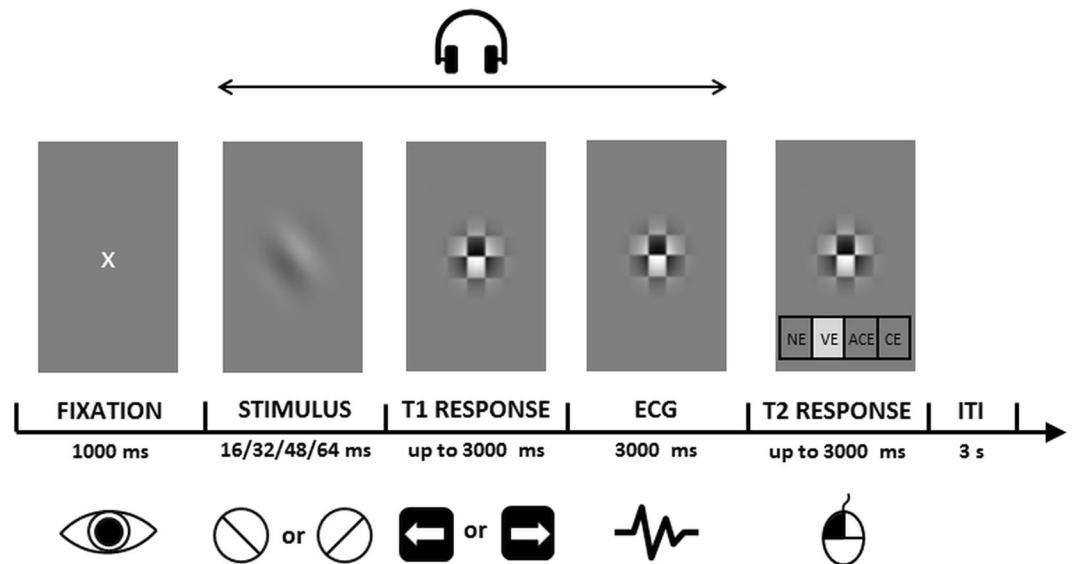 X
NE VE ACE CE
FIXATION STIMULUS T1 RESPONSE ECG T2 RESPONSE ITI
1000 ms 16/32/48/64 ms up to 3000 ms 3000 ms up to 3000 ms 3 s
or or